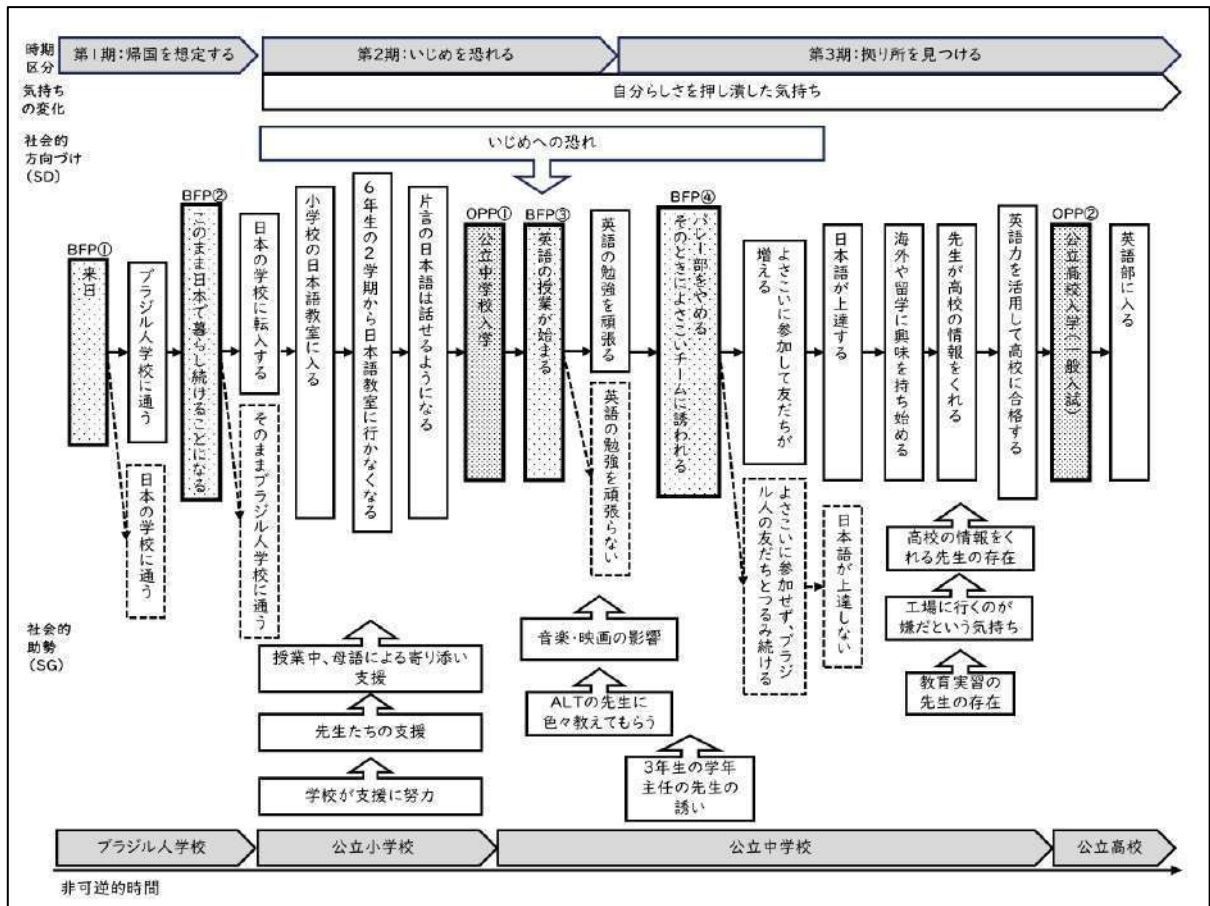 時期
区分
第1期:帰国を想定する
第2期:いじめを恐れる
第3期:拠り所を見つける
気持ち
の変化
自分らしさを押し潰した気持ち
社会的
方向づけ
(SD)
いじめへの恐れ
BFP①
来日
ブラジル人学校に通う
日本の学校に通う
BFP②
このまま日本で暮らし続けることになる
日本の学校に転入する
そのままブラジル人学校に通う
小学校の日本語教室に入る
6年生の2学期から日本語教室に行かなくなる
片言の日本語は話せるようになる
OPP①
公立中学校入学
BFP③
英語の授業が始まる
英語の勉強を頑張る
英語の勉強を頑張らない
BFP④
バレー部をやめる
そのときによさこいチームに誘われる
よさこいに参加して友だちが
増える
よさこいに参加せず、ブラジ
ル人の友だちとつるみ続ける
日本語が上達する
日本語が上達しない
海外や留学に興味を持ち始める
先生が高校の情報をくれる
英語力を活用して高校に合格する
OPP②
公立高校入学(一般入試)
英語部に入る
社会的
助勢
(SG)
授業中、母語による寄り添い
支援
先生たちの支援
学校が支援に努力
音楽・映画の影響
ALTの先生に
色々教えてもらう
3年生の学年
主任の先生の
誘い
高校の情報をく
れる先生の存在
工場に行くのが
嫌だという気持ち
教育実習の
先生の存在
ブラジル人学校
公立小学校
公立中学校
公立高校
非可逆的時間